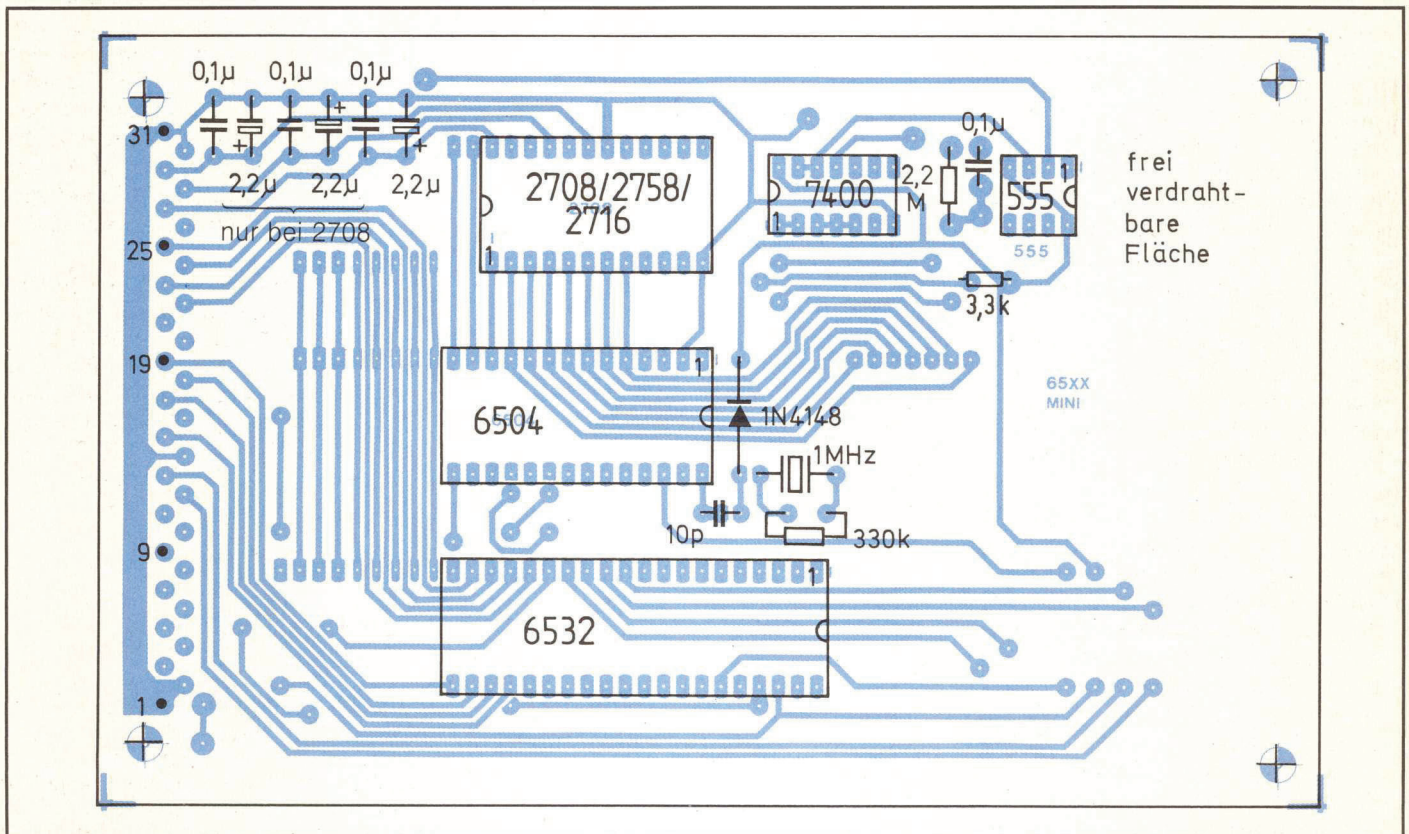 0,1µ 0,1µ 0,1µ
31
+ + +
2,2µ 2,2µ 2,2µ
nur bei 2708
25
19
9
1
2708/2758/
2716
1
7400
1
2,2
M
0,1µ
1
555
555
3,3k
frei
verdraht-
bare
Fläche
65XX
MINI
1
6504
1N4148
1MHz
10p
330k
1
6532